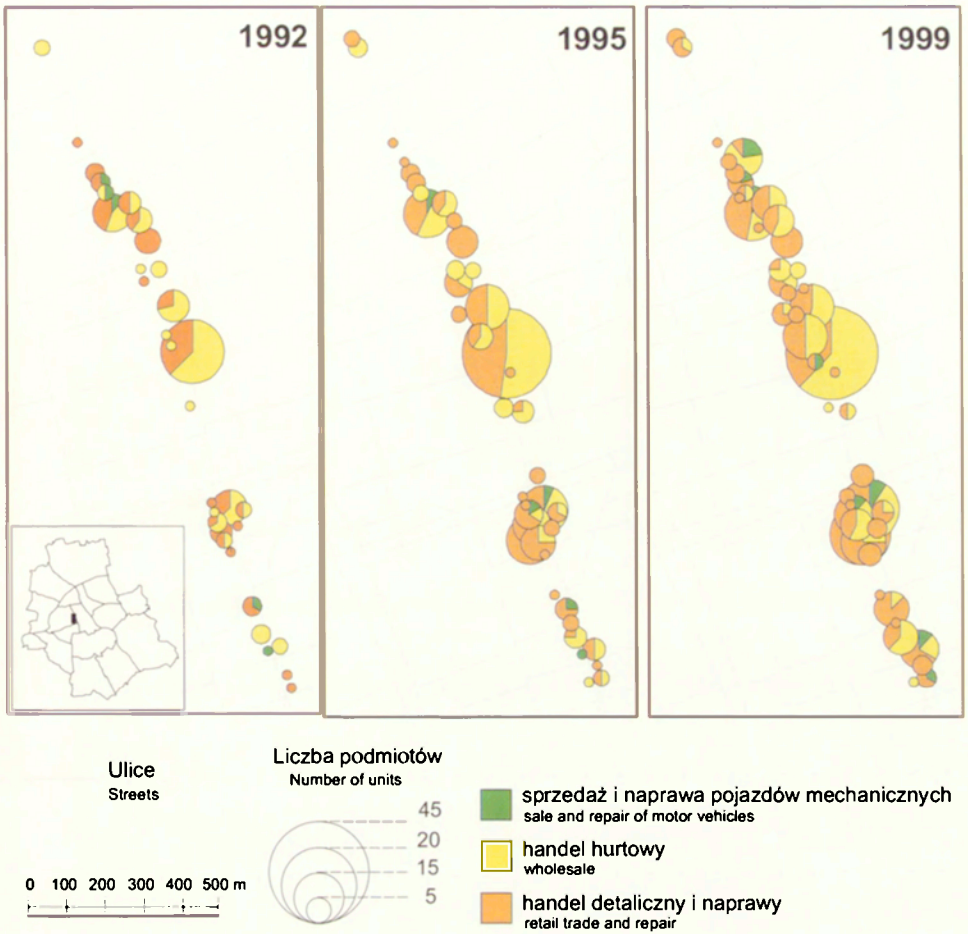 1992
1995
1999
Ulice
Streets
0 100 200 300 400 500 m
Liczba podmiotów
Number of units
45
20
15
5
sprzedaż i naprawa pojazdów mechanicznych
sale and repair of motor vehicles
handel hurtowy
wholesale
handel detaliczny i naprawy
retail trade and repair